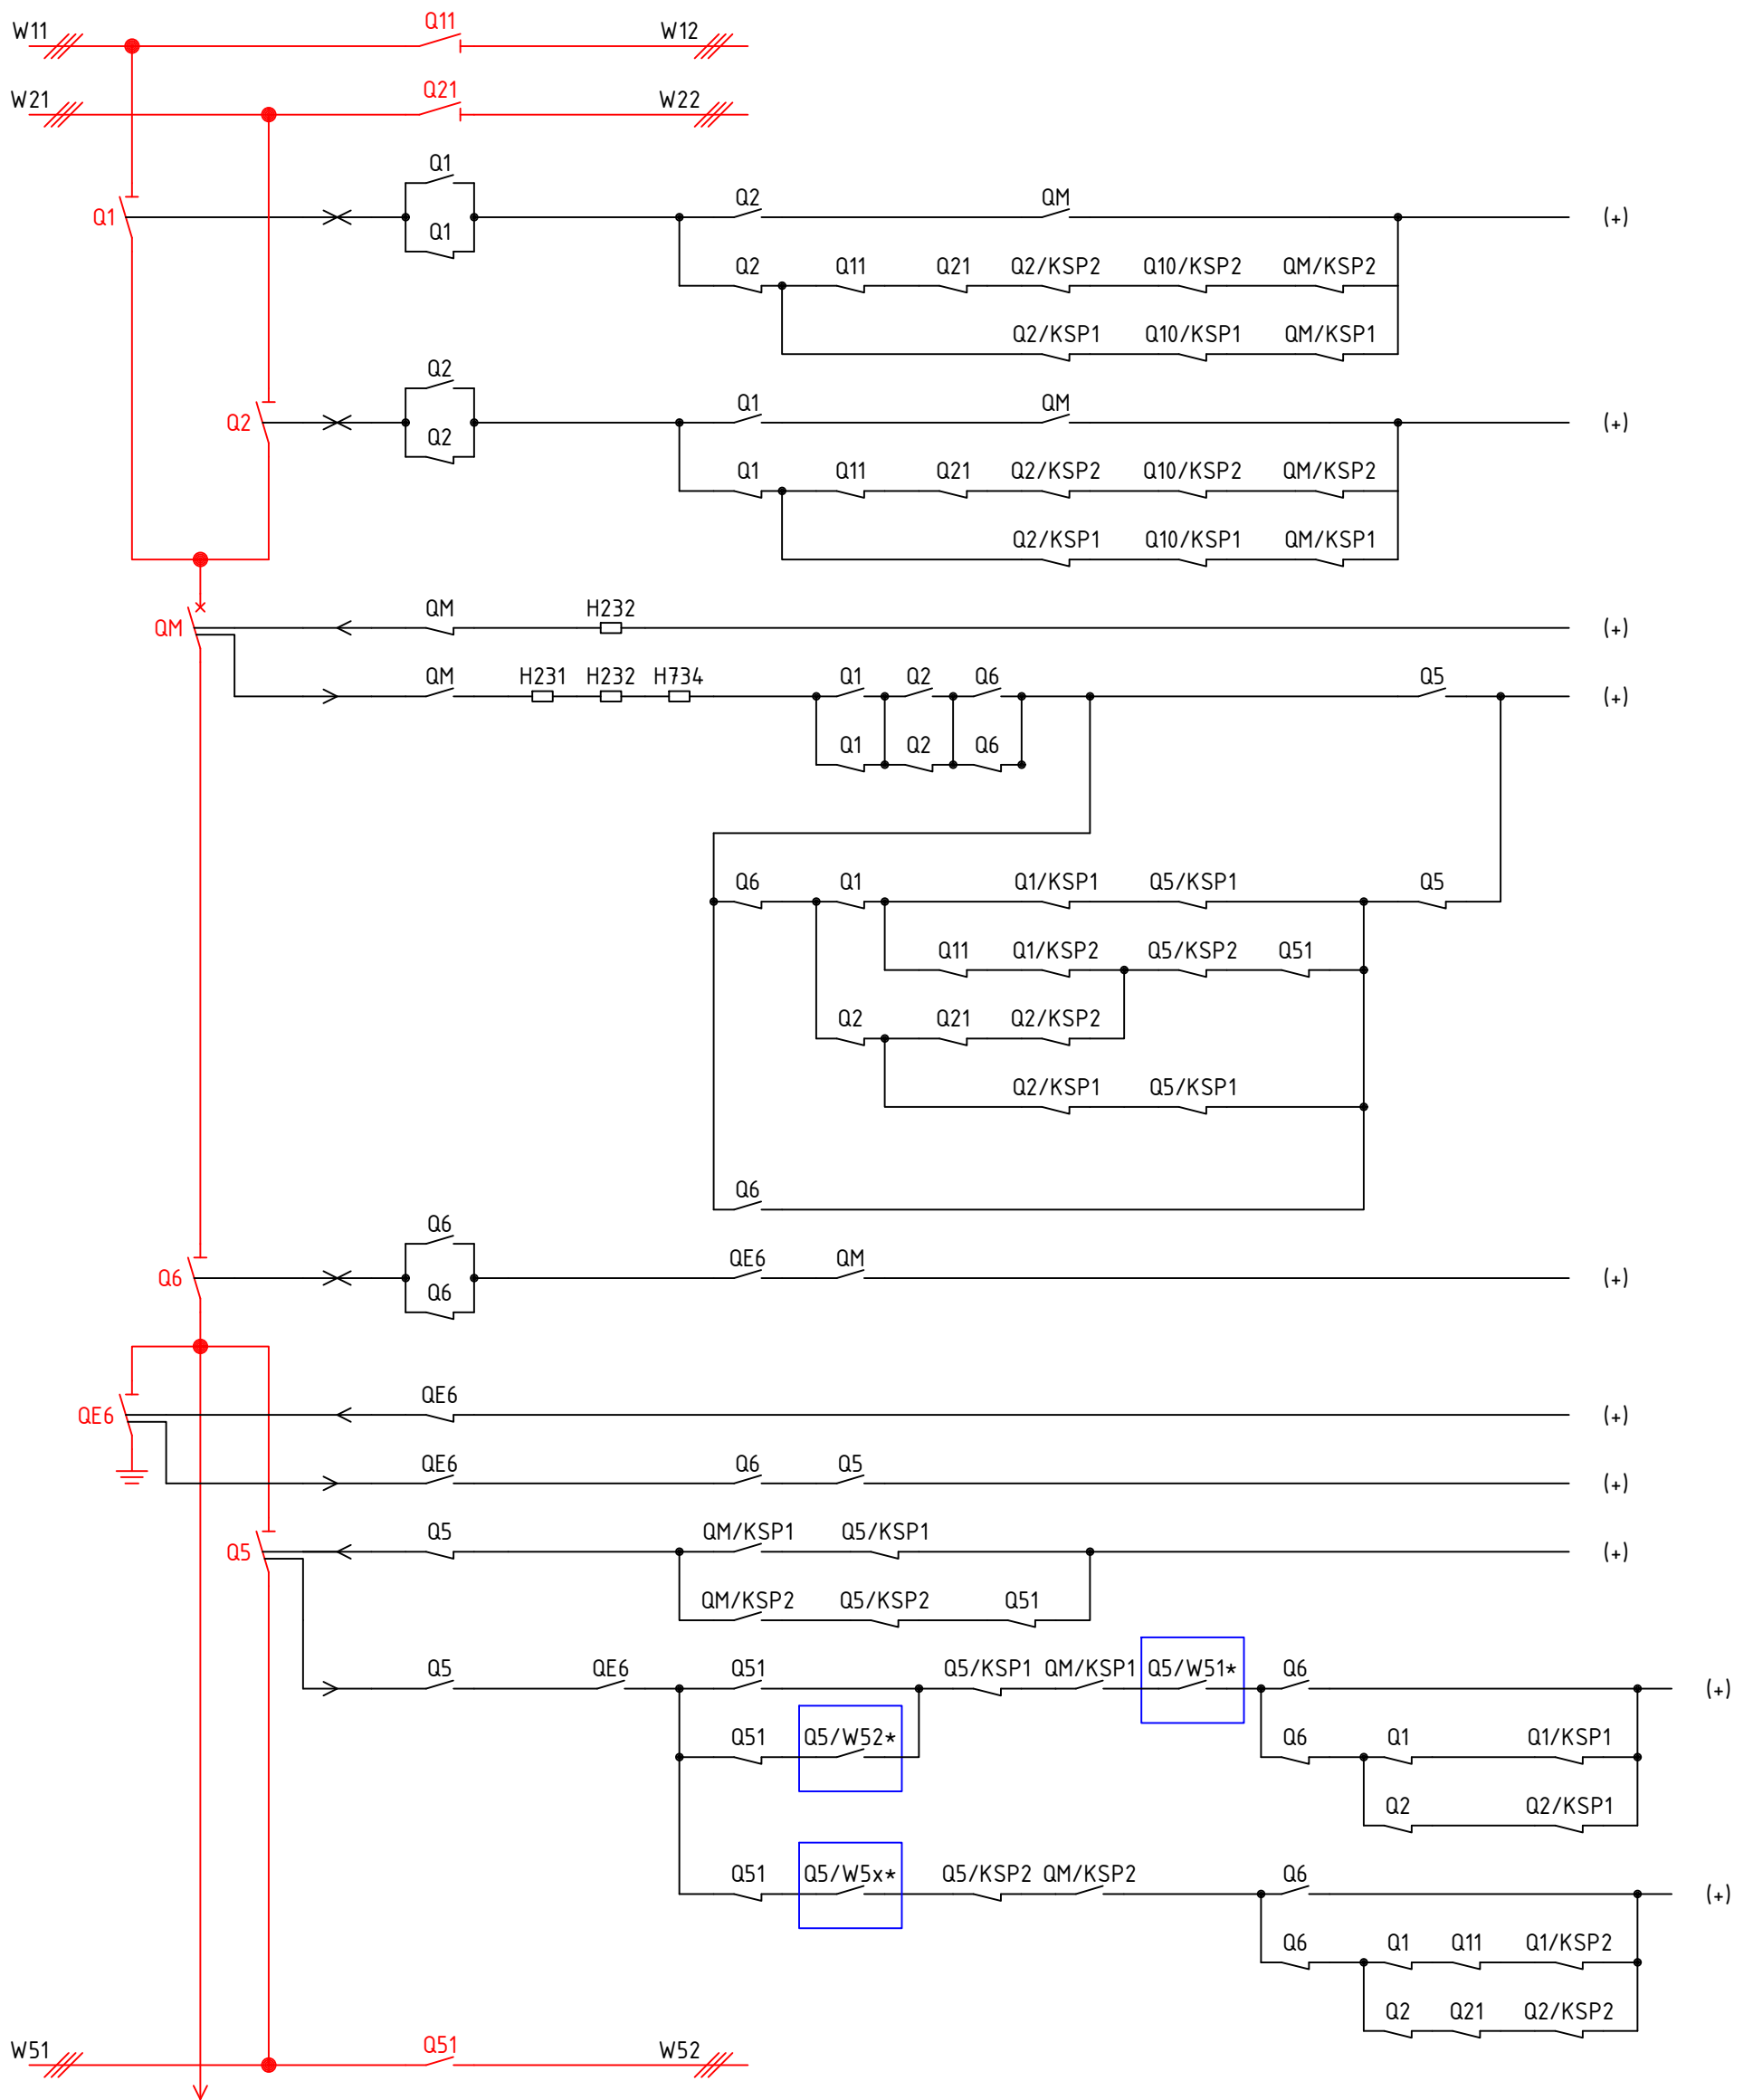 W11 Q11 W12
W21 Q21 W22
Q1
Q1 Q2 QM (+)
Q1
Q2 Q11 Q21 Q2/KSP2 Q10/KSP2 QM/KSP2
Q2/KSP1 Q10/KSP1 QM/KSP1
Q2
Q2 Q1 QM (+)
Q2
Q1 Q11 Q21 Q2/KSP2 Q10/KSP2 QM/KSP2
Q2/KSP1 Q10/KSP1 QM/KSP1
QM QM H232 (+)
QM H231 H232 H734 Q1 Q2 Q6 Q5 (+)
Q1 Q2 Q6
Q6 Q1 Q1/KSP1 Q5/KSP1 Q5
Q11 Q1/KSP2 Q5/KSP2 Q51
Q2 Q21 Q2/KSP2
Q2/KSP1 Q5/KSP1
Q6
Q6
Q6 QE6 QM (+)
Q6
QE6 QE6 (+)
QE6 Q6 Q5 (+)
Q5 Q5 QM/KSP1 Q5/KSP1 (+)
QM/KSP2 Q5/KSP2 Q51
Q5 QE6 Q51 Q5/KSP1 QM/KSP1 Q5/W51* Q6 (+)
Q51 Q5/W52* Q6 Q1 Q1/KSP1
Q2 Q2/KSP1
Q51 Q5/W5x* Q5/KSP2 QM/KSP2 Q6 (+)
Q6 Q1 Q11 Q1/KSP2
Q2 Q21 Q2/KSP2
W51 Q51 W52